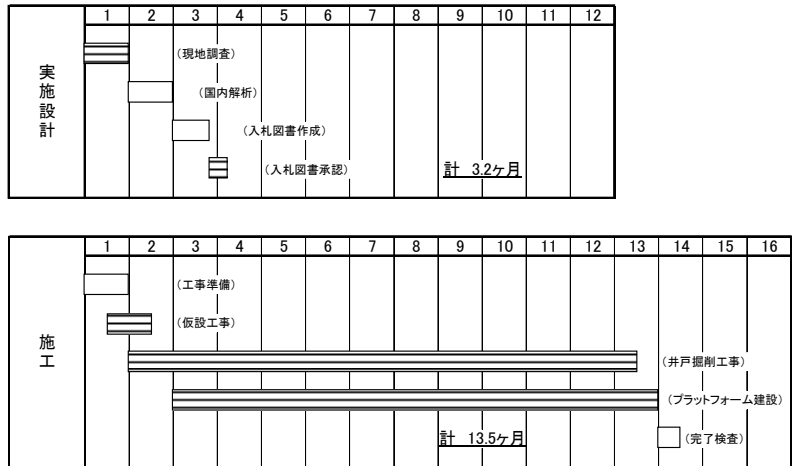 1 2 3 4 5 6 7 8 9 10 11 12
実施設計
（現地調査）
（国内解析）
（入札図書作成）
（入札図書承認）
計 3.2ケ月
1 2 3 4 5 6 7 8 9 10 11 12 13 14 15 16
施工
（工事準備）
（仮設工事）
（井戸掘削工事）
（プラットフォーム建設）
計 13.5ケ月
（完了検査）